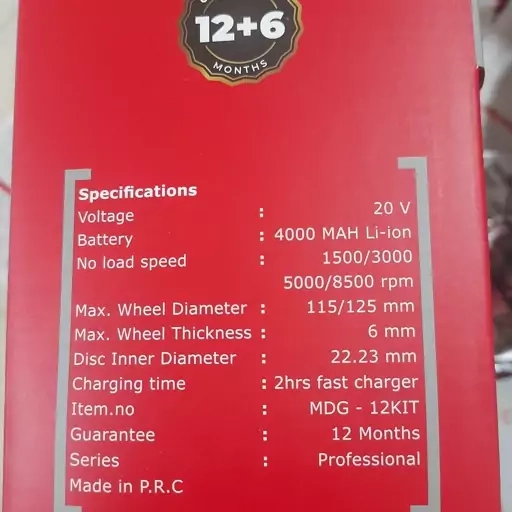 12+6
MONTHS
Specifications
Voltage : 20 V
Battery : 4000 MAH Li-ion
No load speed : 1500/3000
5000/8500 rpm
Max. Wheel Diameter : 115/125 mm
Max. Wheel Thickness : 6 mm
Disc Inner Diameter : 22.23 mm
Charging time : 2hrs fast charger
Item.no : MDG - 12KIT
Guarantee : 12 Months
Series : Professional
Made in P.R.C